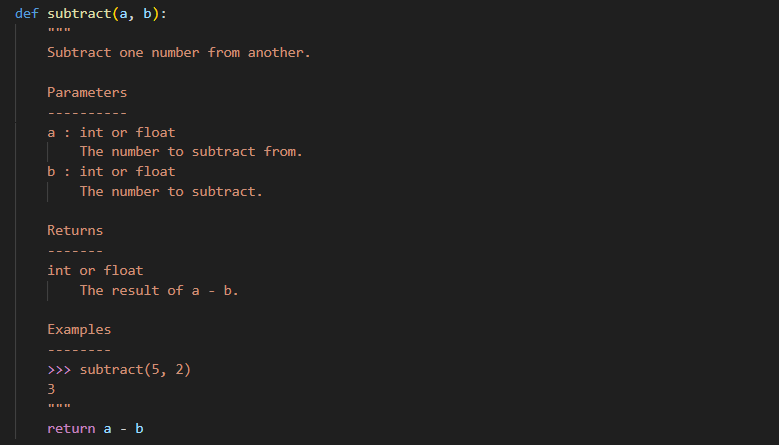 def subtract(a, b):
    """
    Subtract one number from another.

    Parameters
    ----------
    a : int or float
        The number to subtract from.
    b : int or float
        The number to subtract.

    Returns
    -------
    int or float
        The result of a - b.

    Examples
    --------
    >>> subtract(5, 2)
    3
    """
    return a - b